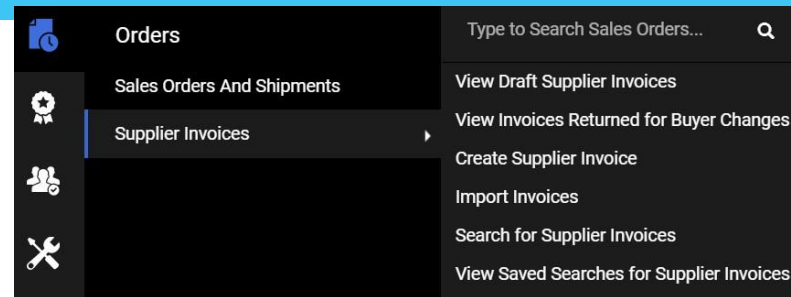 Orders
Sales Orders And Shipments
Supplier Invoices
Type to Search Sales Orders...
View Draft Supplier Invoices
View Invoices Returned for Buyer Changes
Create Supplier Invoice
Import Invoices
Search for Supplier Invoices
View Saved Searches for Supplier Invoices